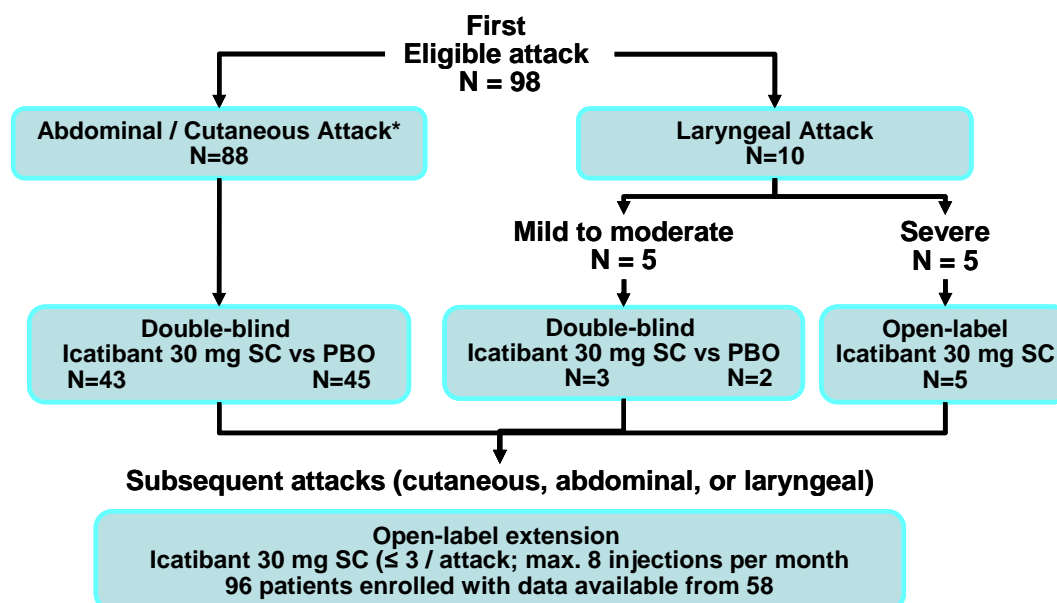 First
Eligible attack
N = 98
Abdominal / Cutaneous Attack*
N=88
Laryngeal Attack
N=10
Mild to moderate
N = 5
Severe
N = 5
Double-blind
Icatibant 30 mg SC vs PBO
N=43 N=45
Double-blind
Icatibant 30 mg SC vs PBO
N=3 N=2
Open-label
Icatibant 30 mg SC
N=5
Subsequent attacks (cutaneous, abdominal, or laryngeal)
Open-label extension
Icatibant 30 mg SC (≤ 3 / attack; max. 8 injections per month
96 patients enrolled with data available from 58